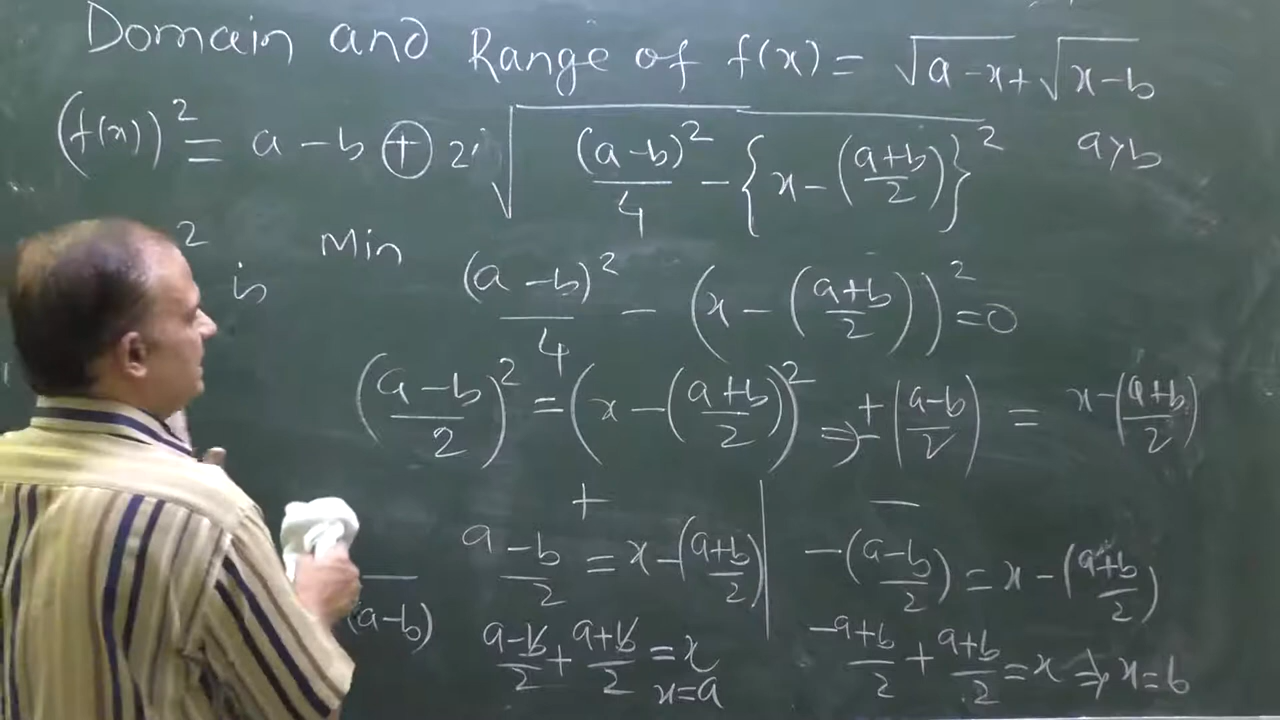 Domain and Range of f(x) = √(a-x) + √(x-b)
(f(x))² = a - b ⊕ 2 √((a-b)²/4 - {x - ((a+b)/2)}²) a>b
² is Min (a-b)²/4 - (x - ((a+b)/2))² = 0
((a-b)/2)² = (x - ((a+b)/2))² ⇒ ± ((a-b)/2) = x - ((a+b)/2)
+ | -
(a-b)/2 = x - ((a+b)/2) | -((a-b)/2) = x - ((a+b)/2)
(a-b)
(a-b)/2 + (a+b)/2 = x | (-a+b)/2 + (a+b)/2 = x ⇒ x = b
x = a